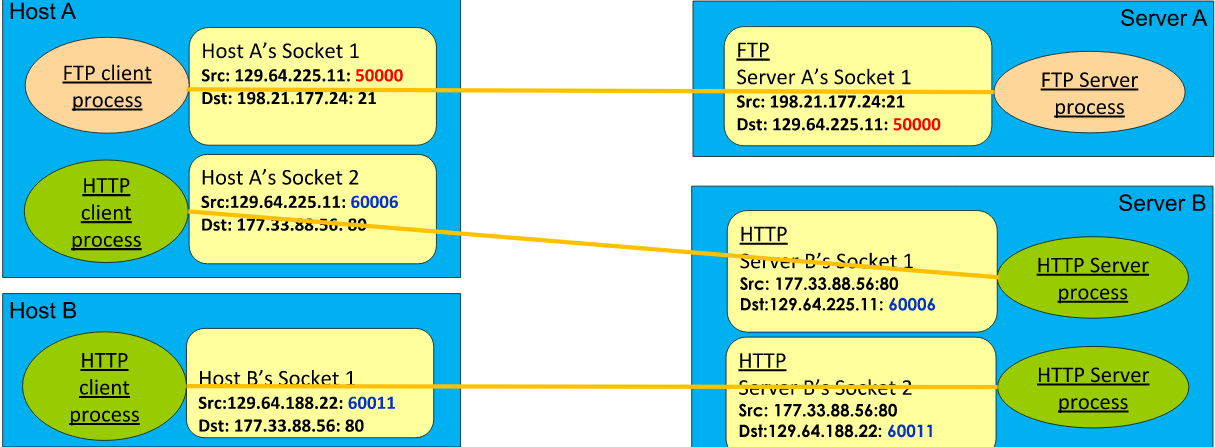 Host A
FTP client
process
Host A's Socket 1
Src: 129.64.225.11: 50000
Dst: 198.21.177.24: 21
HTTP
client
process
Host A's Socket 2
Src:129.64.225.11: 60006
Dst: 177.33.88.56: 80
Host B
HTTP
client
process
Host B's Socket 1
Src:129.64.188.22: 60011
Dst: 177.33.88.56: 80
Server A
FTP
Server A's Socket 1
Src: 198.21.177.24:21
Dst: 129.64.225.11: 50000
FTP Server
process
Server B
HTTP
Server B's Socket 1
Src: 177.33.88.56:80
Dst:129.64.225.11: 60006
HTTP Server
process
HTTP
Server B's Socket 2
Src: 177.33.88.56:80
Dst:129.64.188.22: 60011
HTTP Server
process